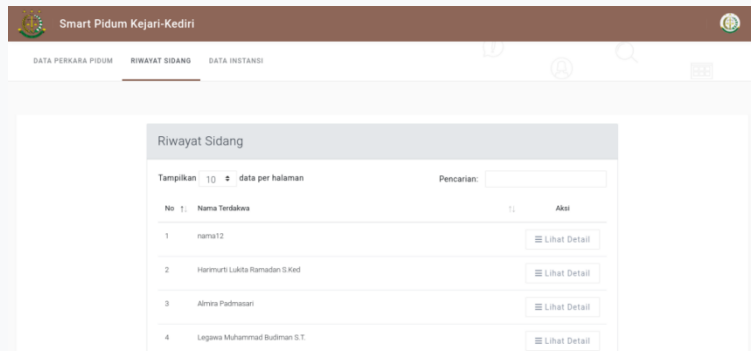 Smart Pidum Kejari-Kediri
DATA PERKARA PIDUM RIWAYAT SIDANG DATA INSTANSI
Riwayat Sidang
Tampilkan 10 data per halaman Pencarian:
No Nama Terdakwa Aksi
1 nama12 Lihat Detail
2 Harimurti Lukita Ramadan S.Ked Lihat Detail
3 Almira Padmasari Lihat Detail
4 Legawa Muhammad Budiman S.T. Lihat Detail